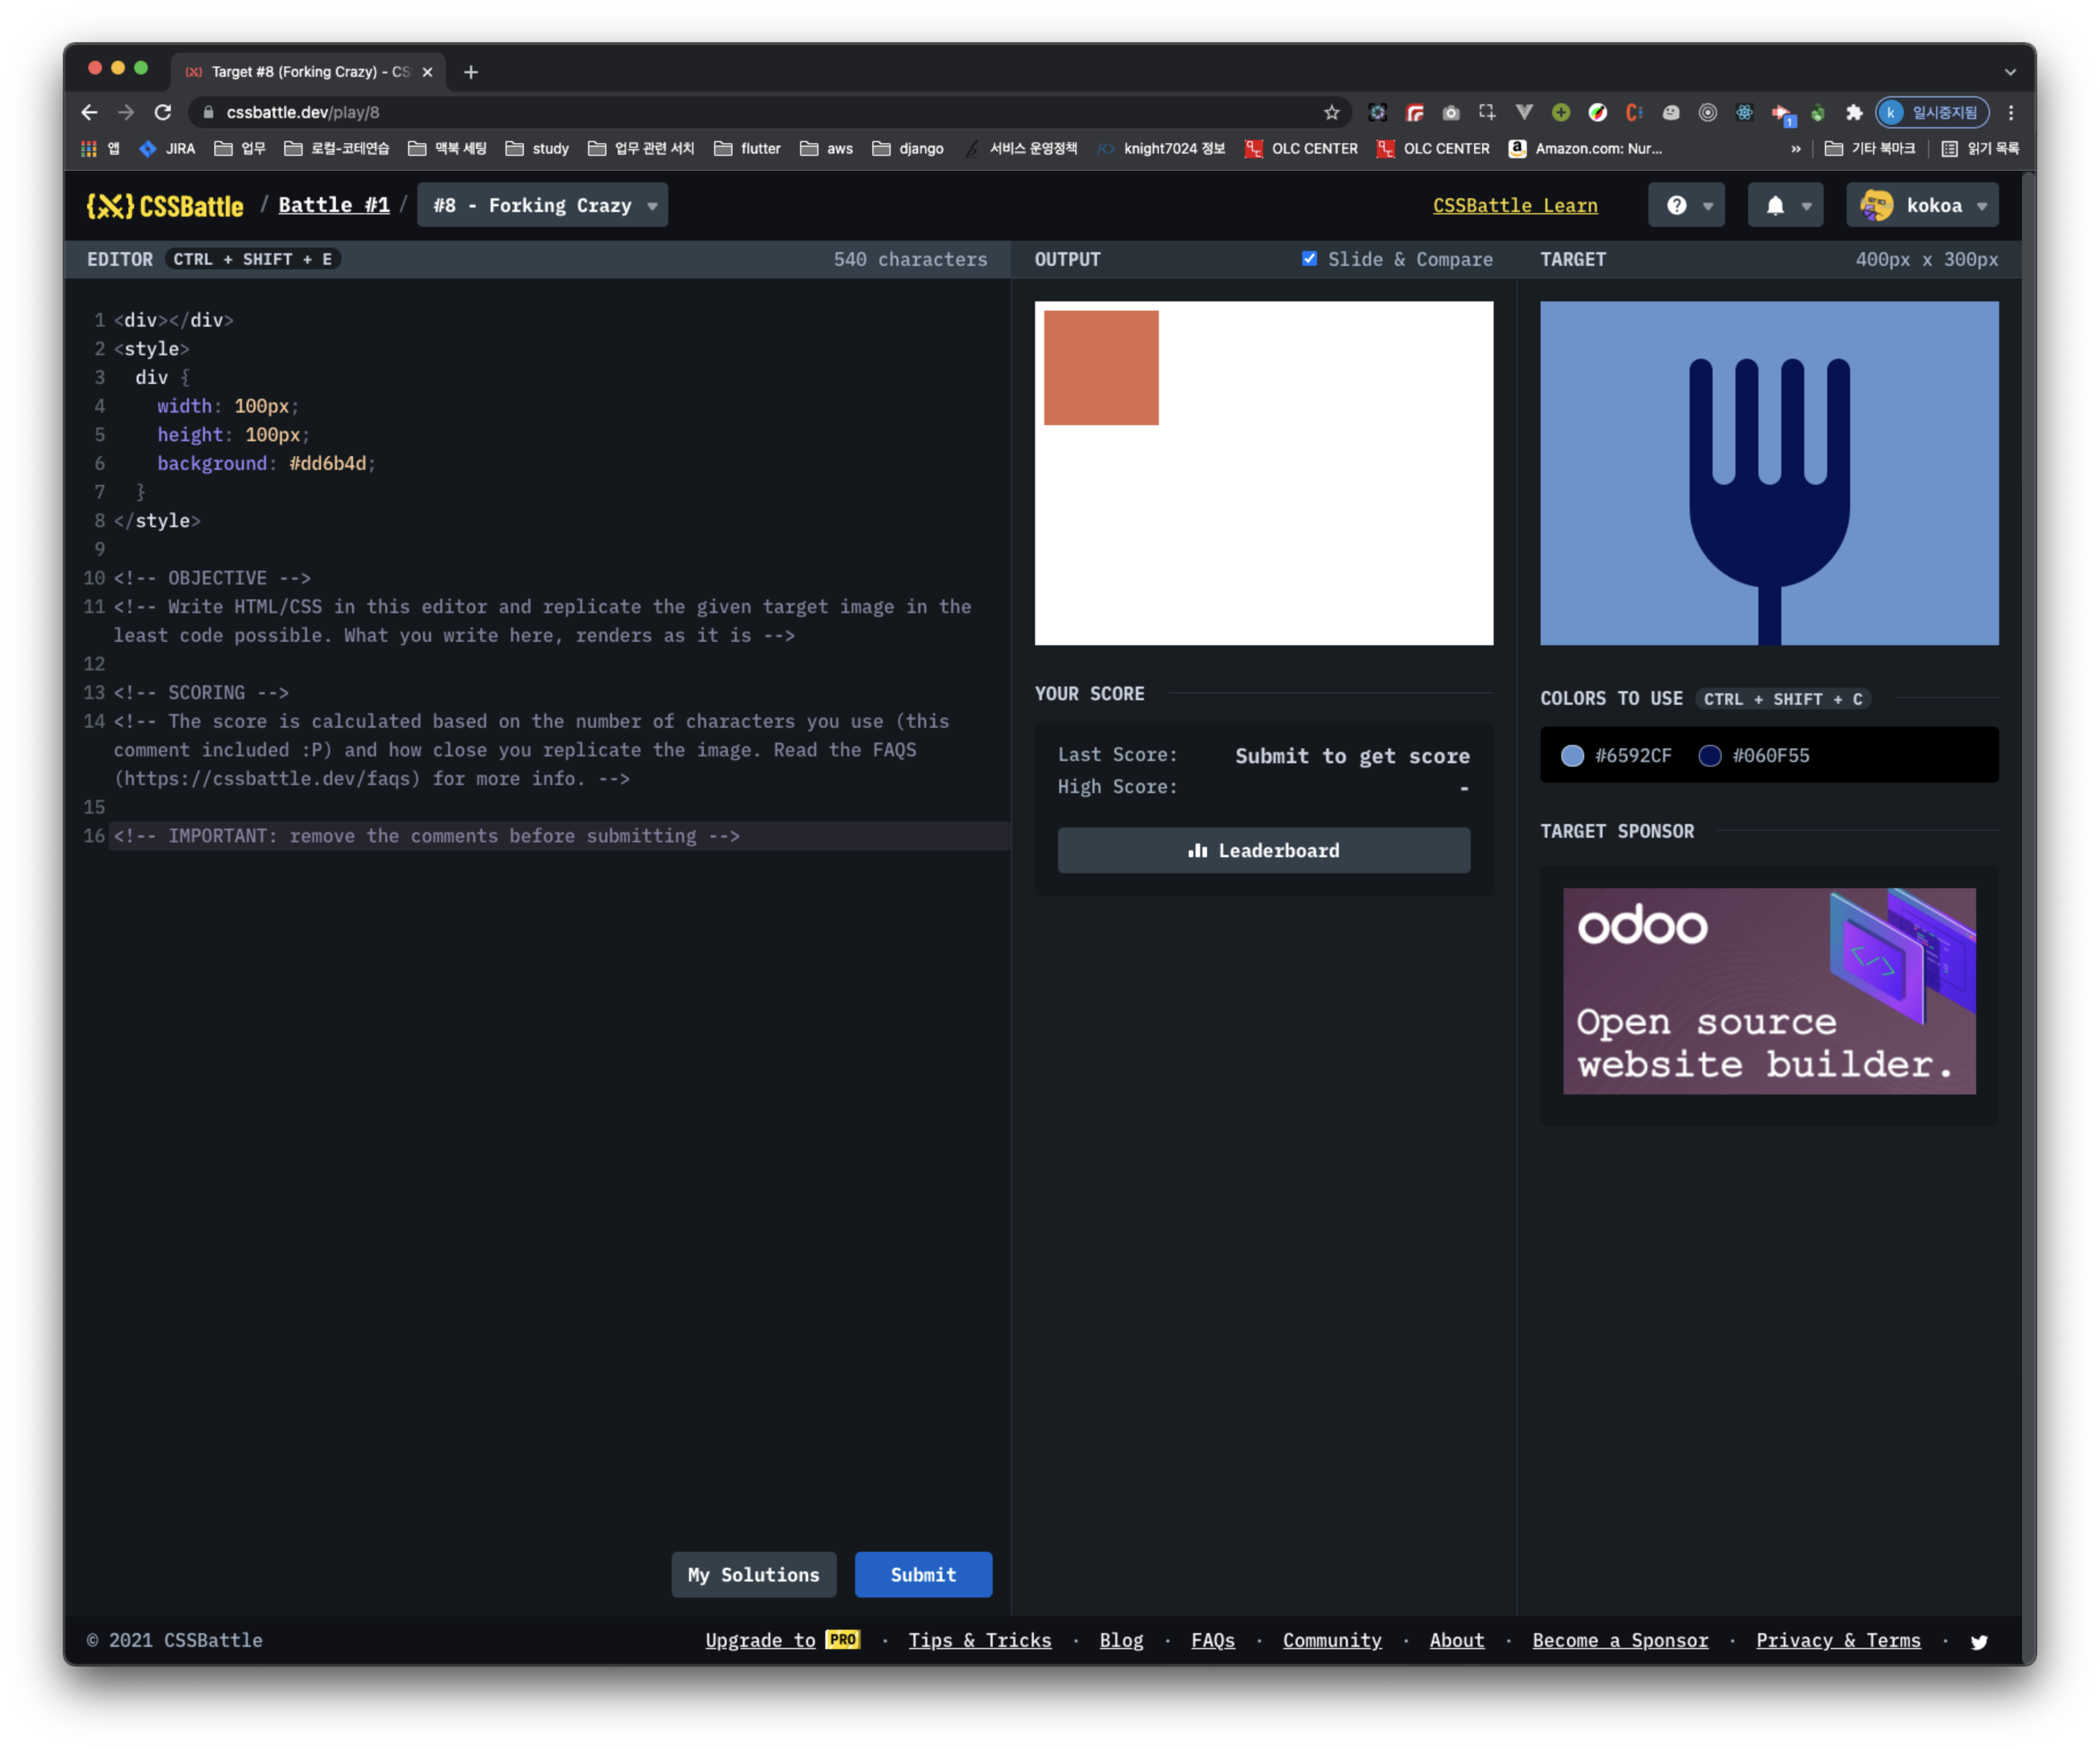 Target #8 (Forking Crazy) - CS
cssbattle.dev/play/8
1
k 일시중지됨
앱 JIRA 업무 로컬-코테연습 맥북 세팅 study 업무 관련 서치 flutter aws django 서비스 운영정책 knight7024 정보 OLC CENTER OLC CENTER Amazon.com: Nur... » 기타 북마크 읽기 목록
CSSBattle / Battle #1 / #8 - Forking Crazy
CSSBattle Learn
kokoa
EDITOR CTRL + SHIFT + E 540 characters
OUTPUT Slide & Compare
TARGET 400px x 300px
1 <div></div>
2 <style>
3 div {
4 width: 100px;
5 height: 100px;
6 background: #dd6b4d;
7 }
8 </style>
9
10 <!-- OBJECTIVE -->
11 <!-- Write HTML/CSS in this editor and replicate the given target image in the
least code possible. What you write here, renders as it is -->
12
13 <!-- SCORING -->
14 <!-- The score is calculated based on the number of characters you use (this
comment included :P) and how close you replicate the image. Read the FAQS
(https://cssbattle.dev/faqs) for more info. -->
15
16 <!-- IMPORTANT: remove the comments before submitting -->
My Solutions Submit
YOUR SCORE
Last Score: Submit to get score
High Score: -
Leaderboard
COLORS TO USE CTRL + SHIFT + C
#6592CF #060F55
TARGET SPONSOR
odoo
</>
Open source
website builder.
© 2021 CSSBattle
Upgrade to PRO · Tips & Tricks · Blog · FAQs · Community · About · Become a Sponsor · Privacy & Terms ·